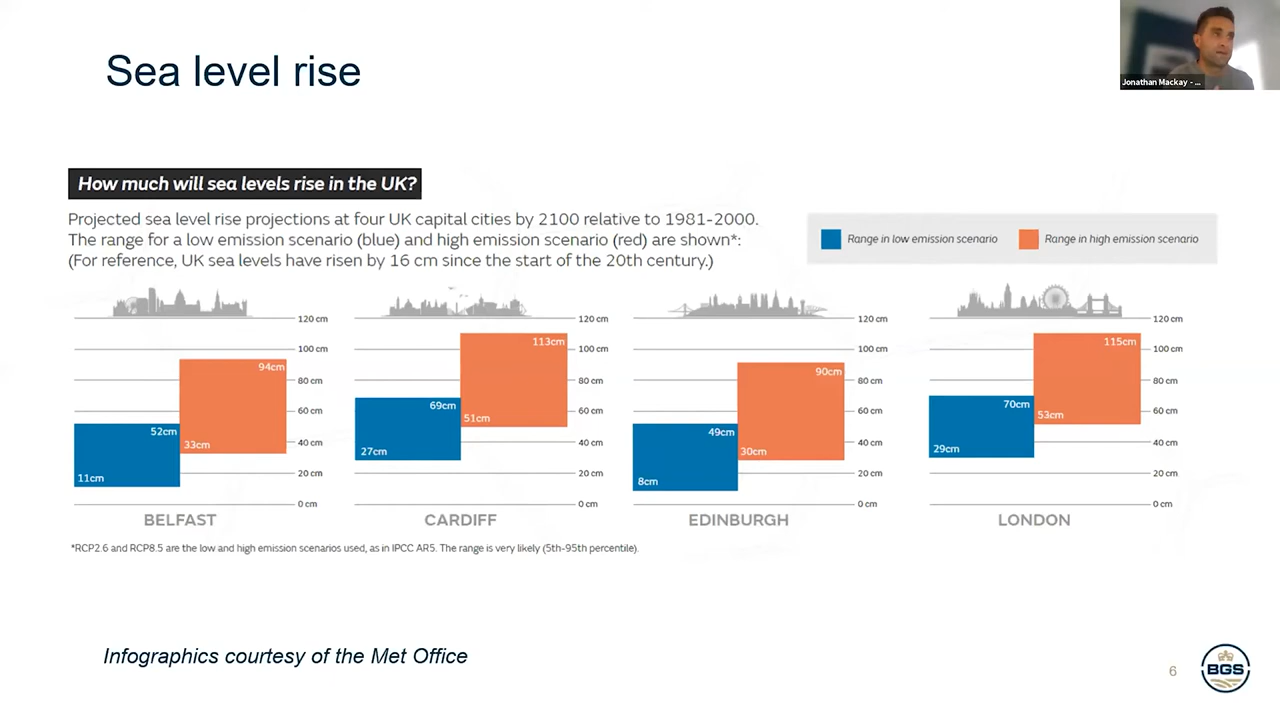 Sea level rise
Jonathan Mackay - ...
How much will sea levels rise in the UK?
Projected sea level rise projections at four UK capital cities by 2100 relative to 1981-2000.
The range for a low emission scenario (blue) and high emission scenario (red) are shown*:
(For reference, UK sea levels have risen by 16 cm since the start of the 20th century.)
Range in low emission scenario
Range in high emission scenario
120 cm
100 cm
80 cm
60 cm
40 cm
20 cm
0 cm
94cm
52cm
33cm
11cm
BELFAST
120 cm
100 cm
80 cm
60 cm
40 cm
20 cm
0 cm
113cm
69cm
51cm
27cm
CARDIFF
120 cm
100 cm
80 cm
60 cm
40 cm
20 cm
0 cm
90cm
49cm
30cm
8cm
EDINBURGH
120 cm
100 cm
80 cm
60 cm
40 cm
20 cm
0 cm
115cm
70cm
53cm
29cm
LONDON
*RCP2.6 and RCP8.5 are the low and high emission scenarios used, as in IPCC AR5. The range is very likely (5th-95th percentile).
Infographics courtesy of the Met Office
6
BGS